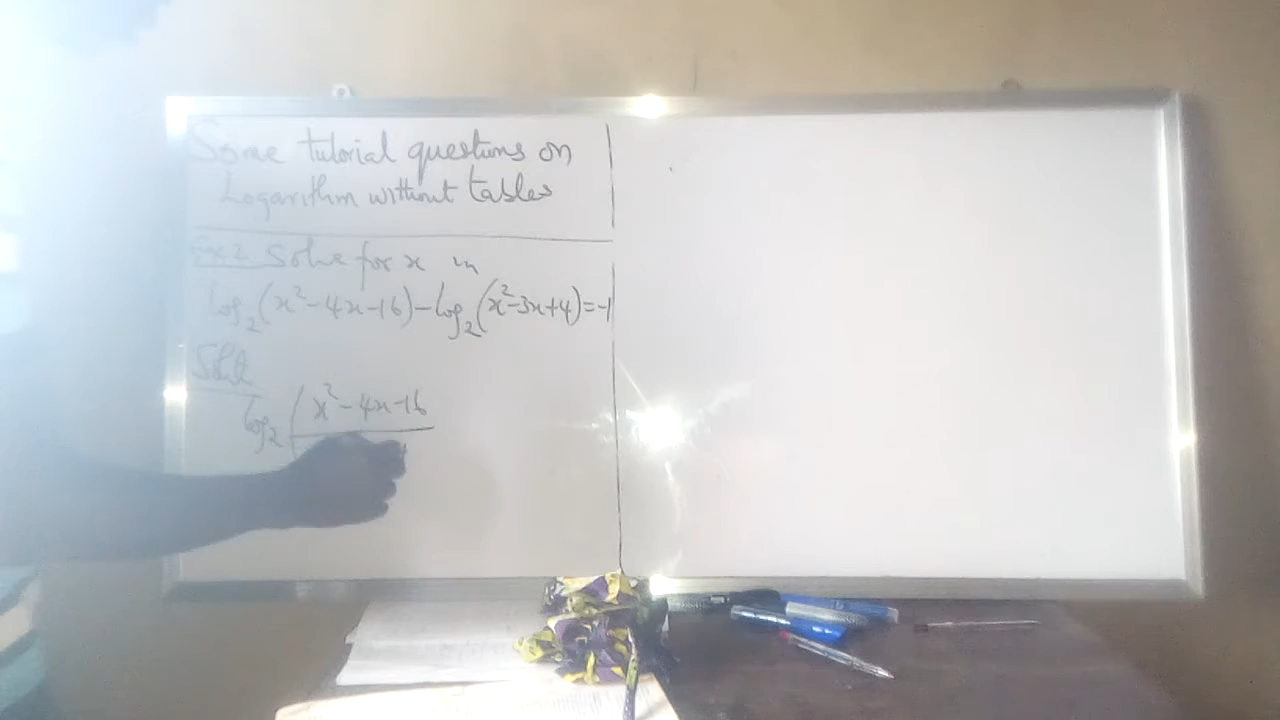 Some tutorial questions on
Logarithm without tables
Ex 2 Solve for x in
log₂(x²-4x-16)-log₂(x²-3x+4)=-1
Soln
log₂(x²-4x-16